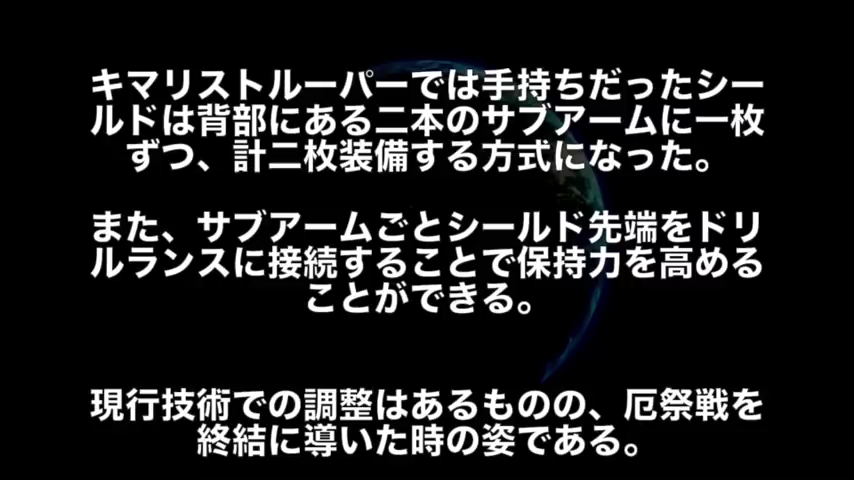 キマリストルーパーでは手持ちだったシー
ルドは背部にある二本のサブアームに一枚
ずつ、計二枚装備する方式になった。
また、サブアームごとシールド先端をドリ
ルランスに接続することで保持力を高める
ことができる。
現行技術での調整はあるものの、厄祭戦を
終結に導いた時の姿である。